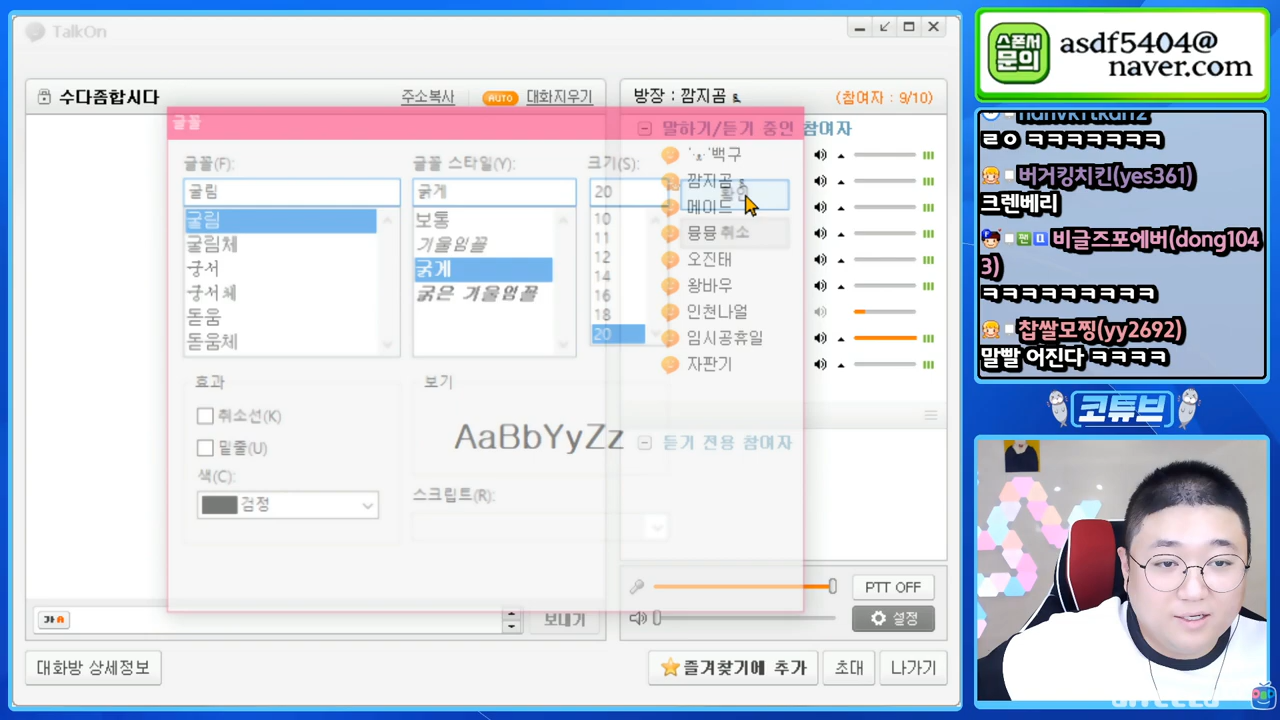 TalkOn
수다좀합시다
주소복사
AUTO 대화지우기
방장 : 깜지곰
(참여자 : 9/10)
글꼴
글꼴(F):
굴림
굴림
굴림체
궁서
궁서체
돋움
돋움체
글꼴 스타일(Y):
굵게
보통
기울임꼴
굵게
굵은 기울임꼴
크기(S):
20
10
11
12
14
16
18
20
확인
취소
효과
취소선(K)
밑줄(U)
색(C):
검정
보기
AaBbYyZz
스크립트(R):
말하기/듣기 중인 참여자
백구
깜지곰
메이드
묭묭
오진태
왕바우
인천나얼
임시공휴일
자판기
듣기 전용 참여자
PTT OFF
설정
가A
보내기
대화방 상세정보
즐겨찾기에 추가
초대
나가기
스폰서
문의
asdf5404@
naver.com
ㄹㅇ ㅋㅋㅋㅋㅋㅋㅋ
버거킹치킨(yes361)
크렌베리
팬 비글즈포에버(dong104
3)
ㅋㅋㅋㅋㅋㅋㅋㅋㅋ
찹쌀모찡(yy2692)
말빨 어진다 ㅋㅋㅋㅋ
코튜브